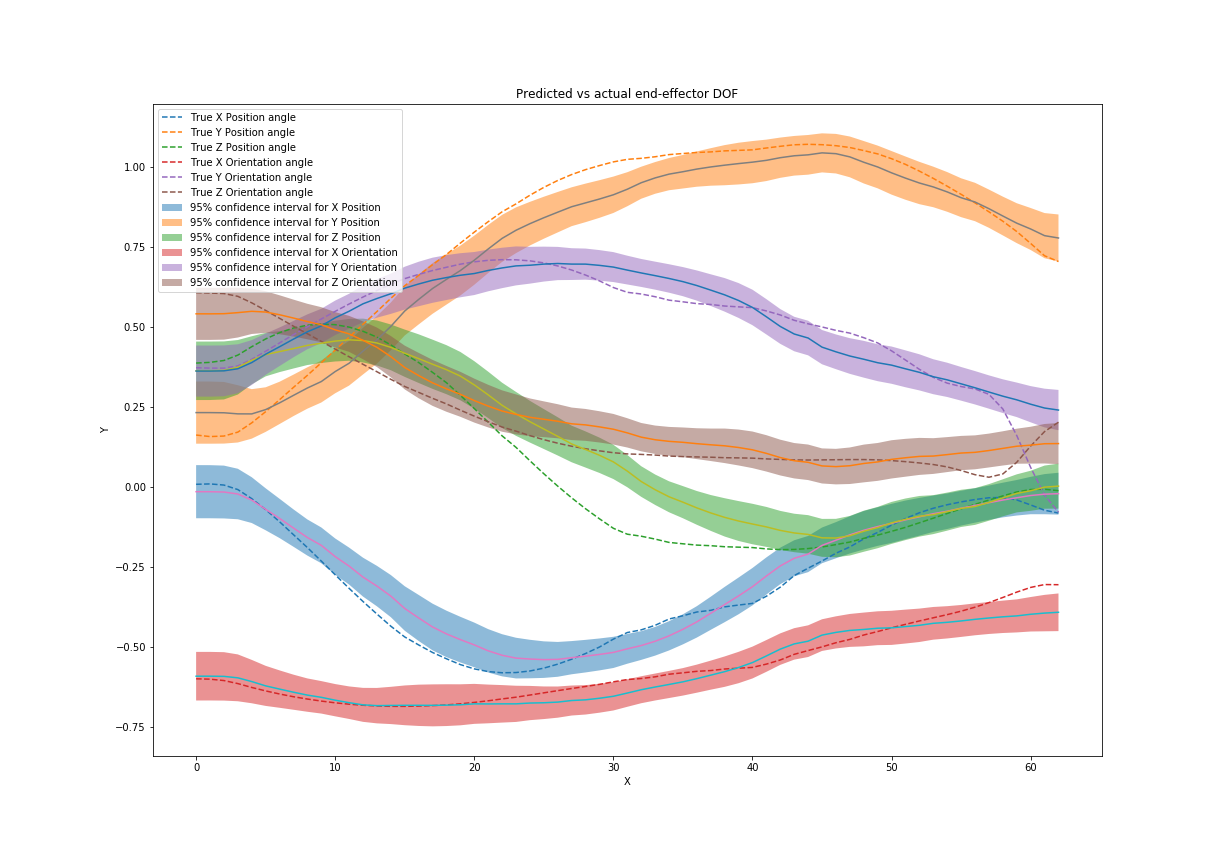 Predicted vs actual end-effector DOF
True X Position angle
True Y Position angle
True Z Position angle
True X Orientation angle
True Y Orientation angle
True Z Orientation angle
95% confidence interval for X Position
95% confidence interval for Y Position
95% confidence interval for Z Position
95% confidence interval for X Orientation
95% confidence interval for Y Orientation
95% confidence interval for Z Orientation
1.00
0.75
0.50
0.25
0.00
−0.25
−0.50
−0.75
Y
0 10 20 30 40 50 60
X